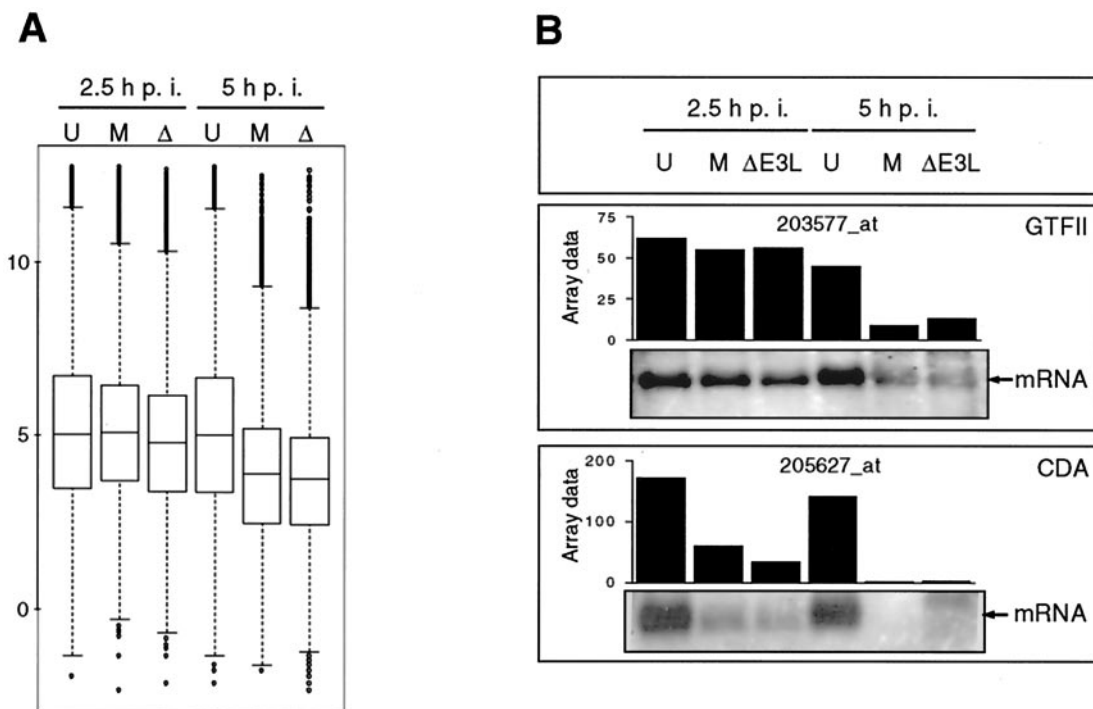 A
2.5 h p. i. 5 h p. i.
U M Δ U M Δ
10
5
0
B
2.5 h p. i. 5 h p. i.
U M ΔE3L U M ΔE3L
203577_at GTFII
Array data
75
50
25
0
mRNA
205627_at CDA
Array data
200
100
0
mRNA